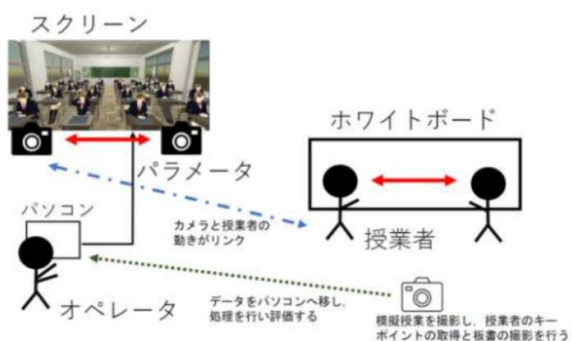 スクリーン
ホワイトボード
パラメータ
パソコン
カメラと授業者の
動きがリンク
授業者
オペレータ
データをパソコンへ移し,
処理を行い評価する
模擬授業を撮影し,授業者のキー
ポイントの取得と板書の撮影を行う